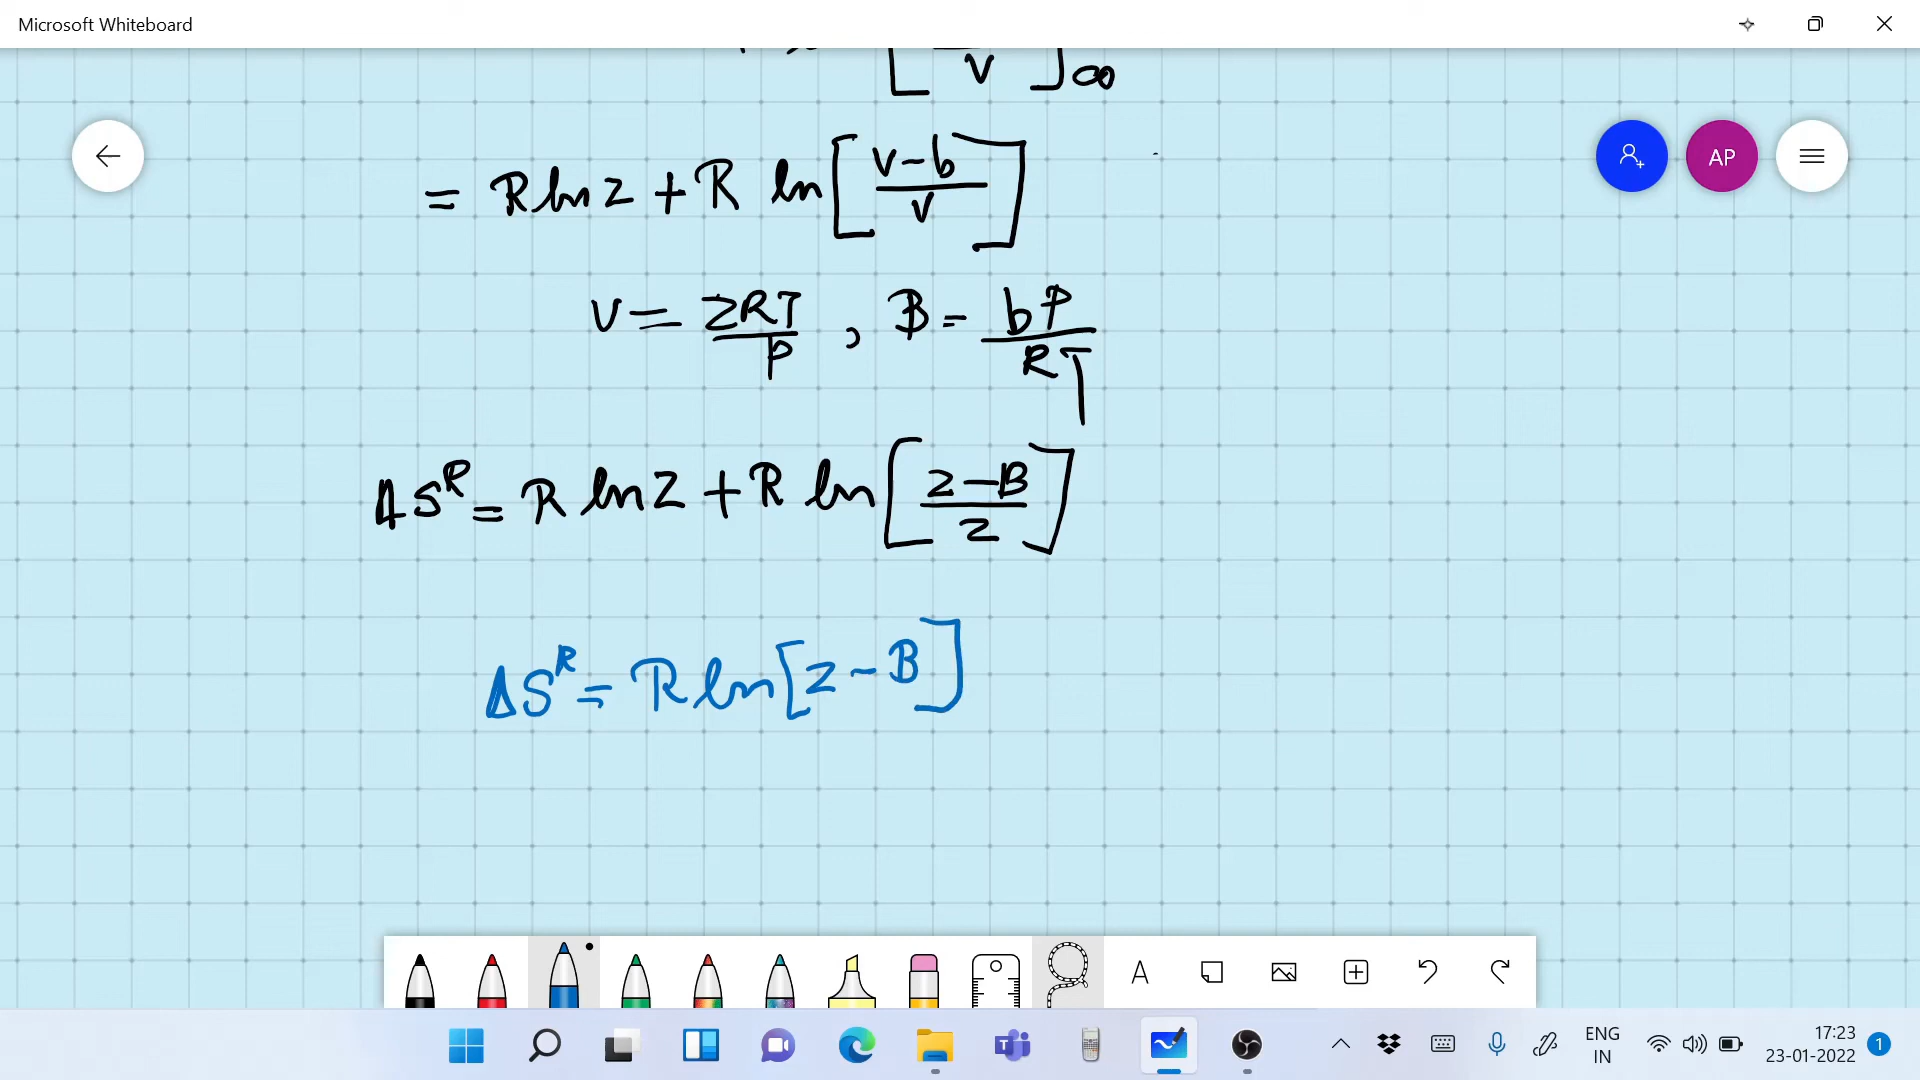 Microsoft Whiteboard
[ v ]∞
= R ln z + R ln [ (v – b) / v ]
v = zRT / P , B = bP / RT
ΔS^R = R ln z + R ln [ (z – B) / z ]
ΔS^R = R ln [z – B]
AP
A
ENG
IN
17:23
23-01-2022
1